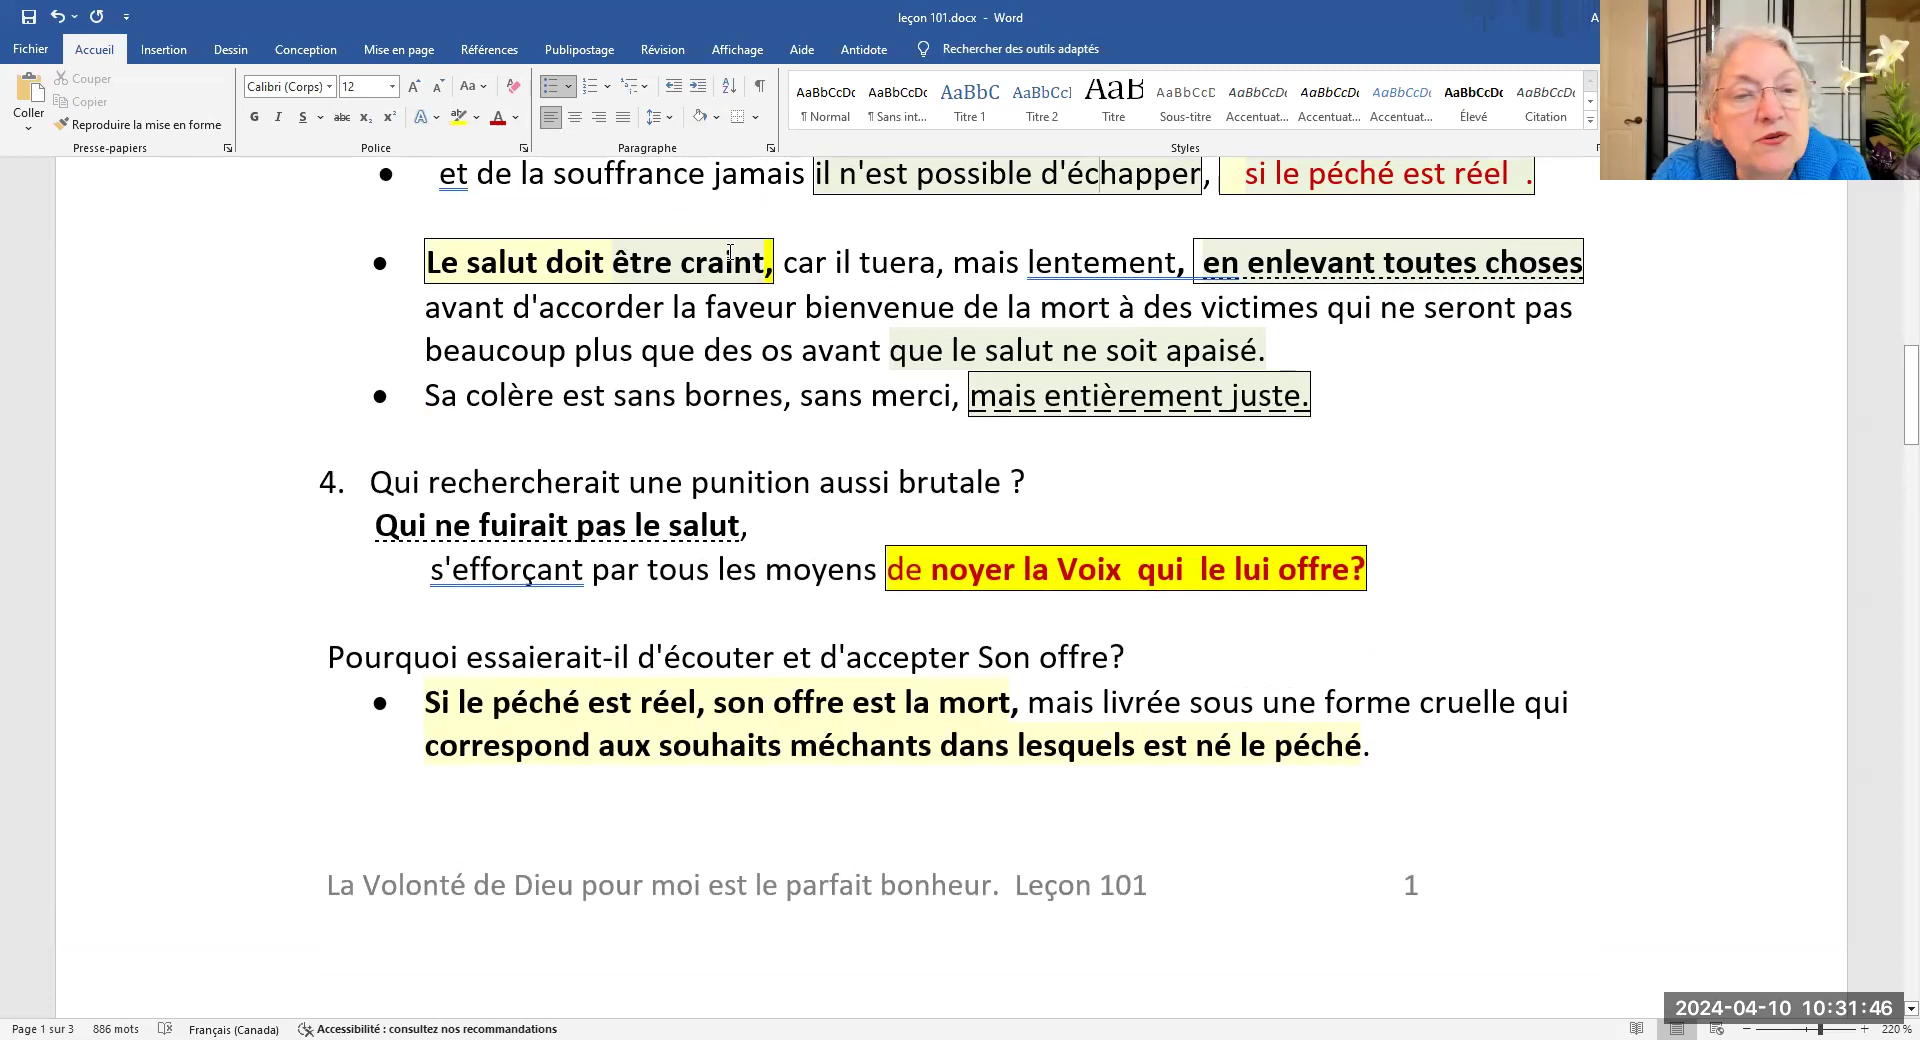 leçon 101.docx - Word
Fichier Accueil Insertion Dessin Conception Mise en page Références Publipostage Révision Affichage Aide Antidote Rechercher des outils adaptés
Coller
Couper
Copier
Reproduire la mise en forme
Presse-papiers
Calibri (Corps) 12
G I S abc x₂ x²
Police
Paragraphe
AaBbCcDc AaBbCcDc AaBbC AaBbCcI AaB AaBbCcD AaBbCcDc AaBbCcDc AaBbCcDc AaBbCcDc AaBbCcDc
¶ Normal ¶ Sans int... Titre 1 Titre 2 Titre Sous-titre Accentuat... Accentuat... Accentuat... Élevé Citation
Styles
• et de la souffrance jamais il n'est possible d'échapper, si le péché est réel .
• Le salut doit être craint, car il tuera, mais lentement, en enlevant toutes choses
avant d'accorder la faveur bienvenue de la mort à des victimes qui ne seront pas
beaucoup plus que des os avant que le salut ne soit apaisé.
• Sa colère est sans bornes, sans merci, mais entièrement juste.
4. Qui rechercherait une punition aussi brutale ?
Qui ne fuirait pas le salut,
s'efforçant par tous les moyens de noyer la Voix qui le lui offre?
Pourquoi essaierait-il d'écouter et d'accepter Son offre?
• Si le péché est réel, son offre est la mort, mais livrée sous une forme cruelle qui
correspond aux souhaits méchants dans lesquels est né le péché.
La Volonté de Dieu pour moi est le parfait bonheur. Leçon 101 1
2024-04-10 10:31:46
Page 1 sur 3 886 mots Français (Canada) Accessibilité : consultez nos recommandations 220 %